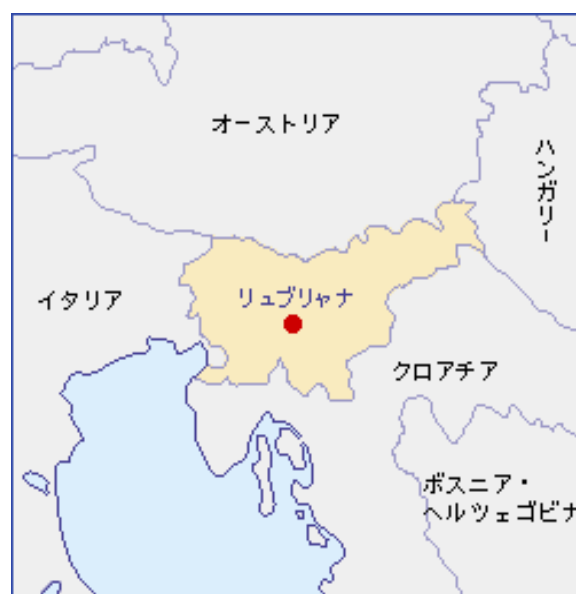 オーストリア
ハンガリー
リュブリャナ
イタリア
クロアチア
ボスニア・
ヘルツェゴビナ